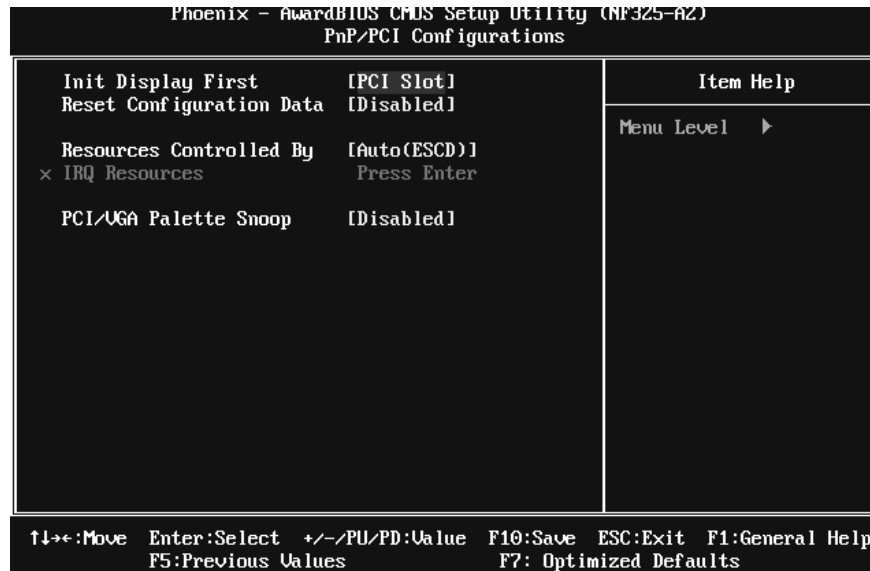 Phoenix - AwardBIOS CMOS Setup Utility (NF325-A2)
PnP/PCI Configurations
Init Display First [PCI Slot]
Reset Configuration Data [Disabled]
Resources Controlled By [Auto(ESCD)]
x IRQ Resources Press Enter
PCI/VGA Palette Snoop [Disabled]
Item Help
Menu Level ▶
↑↓→←:Move Enter:Select +/-/PU/PD:Value F10:Save ESC:Exit F1:General Help
F5:Previous Values F7: Optimized Defaults